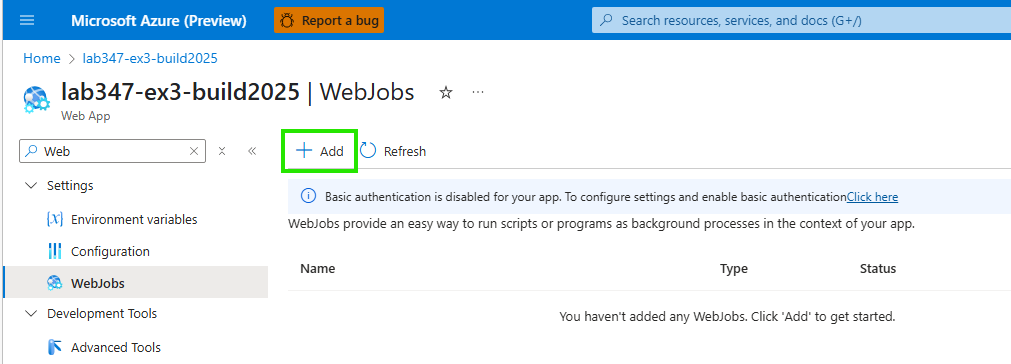 Microsoft Azure (Preview)
Report a bug
Search resources, services, and docs (G+/)
Home > lab347-ex3-build2025 >
lab347-ex3-build2025 | WebJobs
Web App
Web
Add
Refresh
Settings
Basic authentication is disabled for your app. To configure settings and enable basic authenticationClick here
{x} Environment variables
WebJobs provide an easy way to run scripts or programs as background processes in the context of your app.
Configuration
Name Type Status
WebJobs
Development Tools
You haven't added any WebJobs. Click 'Add' to get started.
Advanced Tools